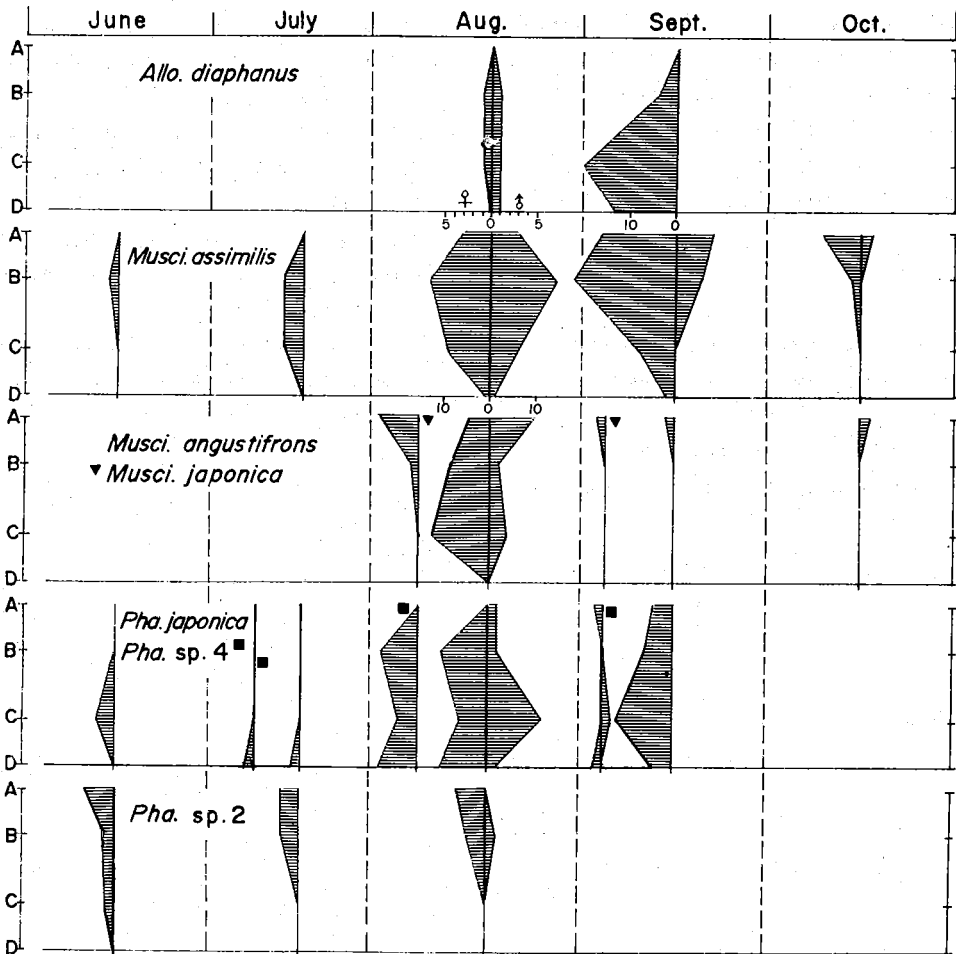 June July Aug. Sept. Oct.
A
Allo. diaphanus
B
C
D
♀ ♂
5 0 5
10 0
A
Musci. assimilis
B
C
D
10 0 10
A
Musci. angustifrons
B
▼ Musci. japonica
C
D
A
Pha. japonica
B
Pha. sp. 4 ■
C
D
A
Pha. sp. 2
B
C
D